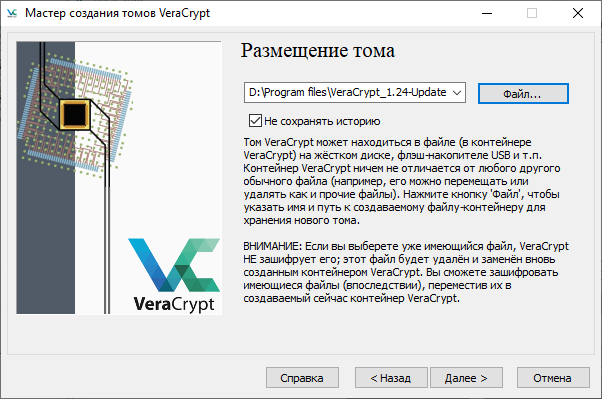 Мастер создания томов VeraCrypt
Размещение тома
D:\Program files\VeraCrypt_1.24-Update
Файл...
Не сохранять историю
Том VeraCrypt может находиться в файле (в контейнере
VeraCrypt) на жёстком диске, флэш-накопителе USB и т.п.
Контейнер VeraCrypt ничем не отличается от любого другого
обычного файла (например, его можно перемещать или
удалять как и прочие файлы). Нажмите кнопку 'Файл', чтобы
указать имя и путь к создаваемому файлу-контейнеру для
хранения нового тома.
ВНИМАНИЕ: Если вы выберете уже имеющийся файл, VeraCrypt
НЕ зашифрует его; этот файл будет удалён и заменён вновь
созданным контейнером VeraCrypt. Вы сможете зашифровать
имеющиеся файлы (впоследствии), переместив их в
создаваемый сейчас контейнер VeraCrypt.
VeraCrypt
Справка
< Назад
Далее >
Отмена